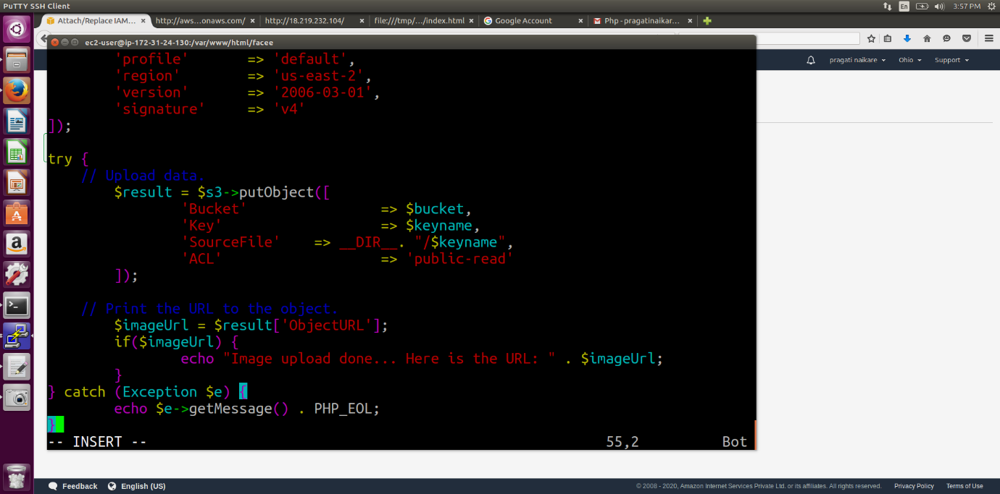 PuTTY SSH Client
En
3:57 PM
Attach/Replace IAM...
http://aws...onaws.com/
http://18.219.232.104/
file:///tmp/.../index.html
Google Account
Php - pragatinaikar...
ec2-user@ip-172-31-24-130:/var/www/html/facee
pragati naikare
Ohio
Support
'profile' => 'default',
'region' => 'us-east-2',
'version' => '2006-03-01',
'signature' => 'v4'
]);
try {
// Upload data.
$result = $s3->putObject([
'Bucket' => $bucket,
'Key' => $keyname,
'SourceFile' => __DIR__. "/$keyname",
'ACL' => 'public-read'
]);
// Print the URL to the object.
$imageUrl = $result['ObjectURL'];
if($imageUrl) {
echo "Image upload done... Here is the URL: " . $imageUrl;
}
} catch (Exception $e) {
echo $e->getMessage() . PHP_EOL;
}
-- INSERT -- 55,2 Bot
Feedback
English (US)
© 2008 - 2020, Amazon Internet Services Private Ltd. or its affiliates. All rights reserved.
Privacy Policy
Terms of Use